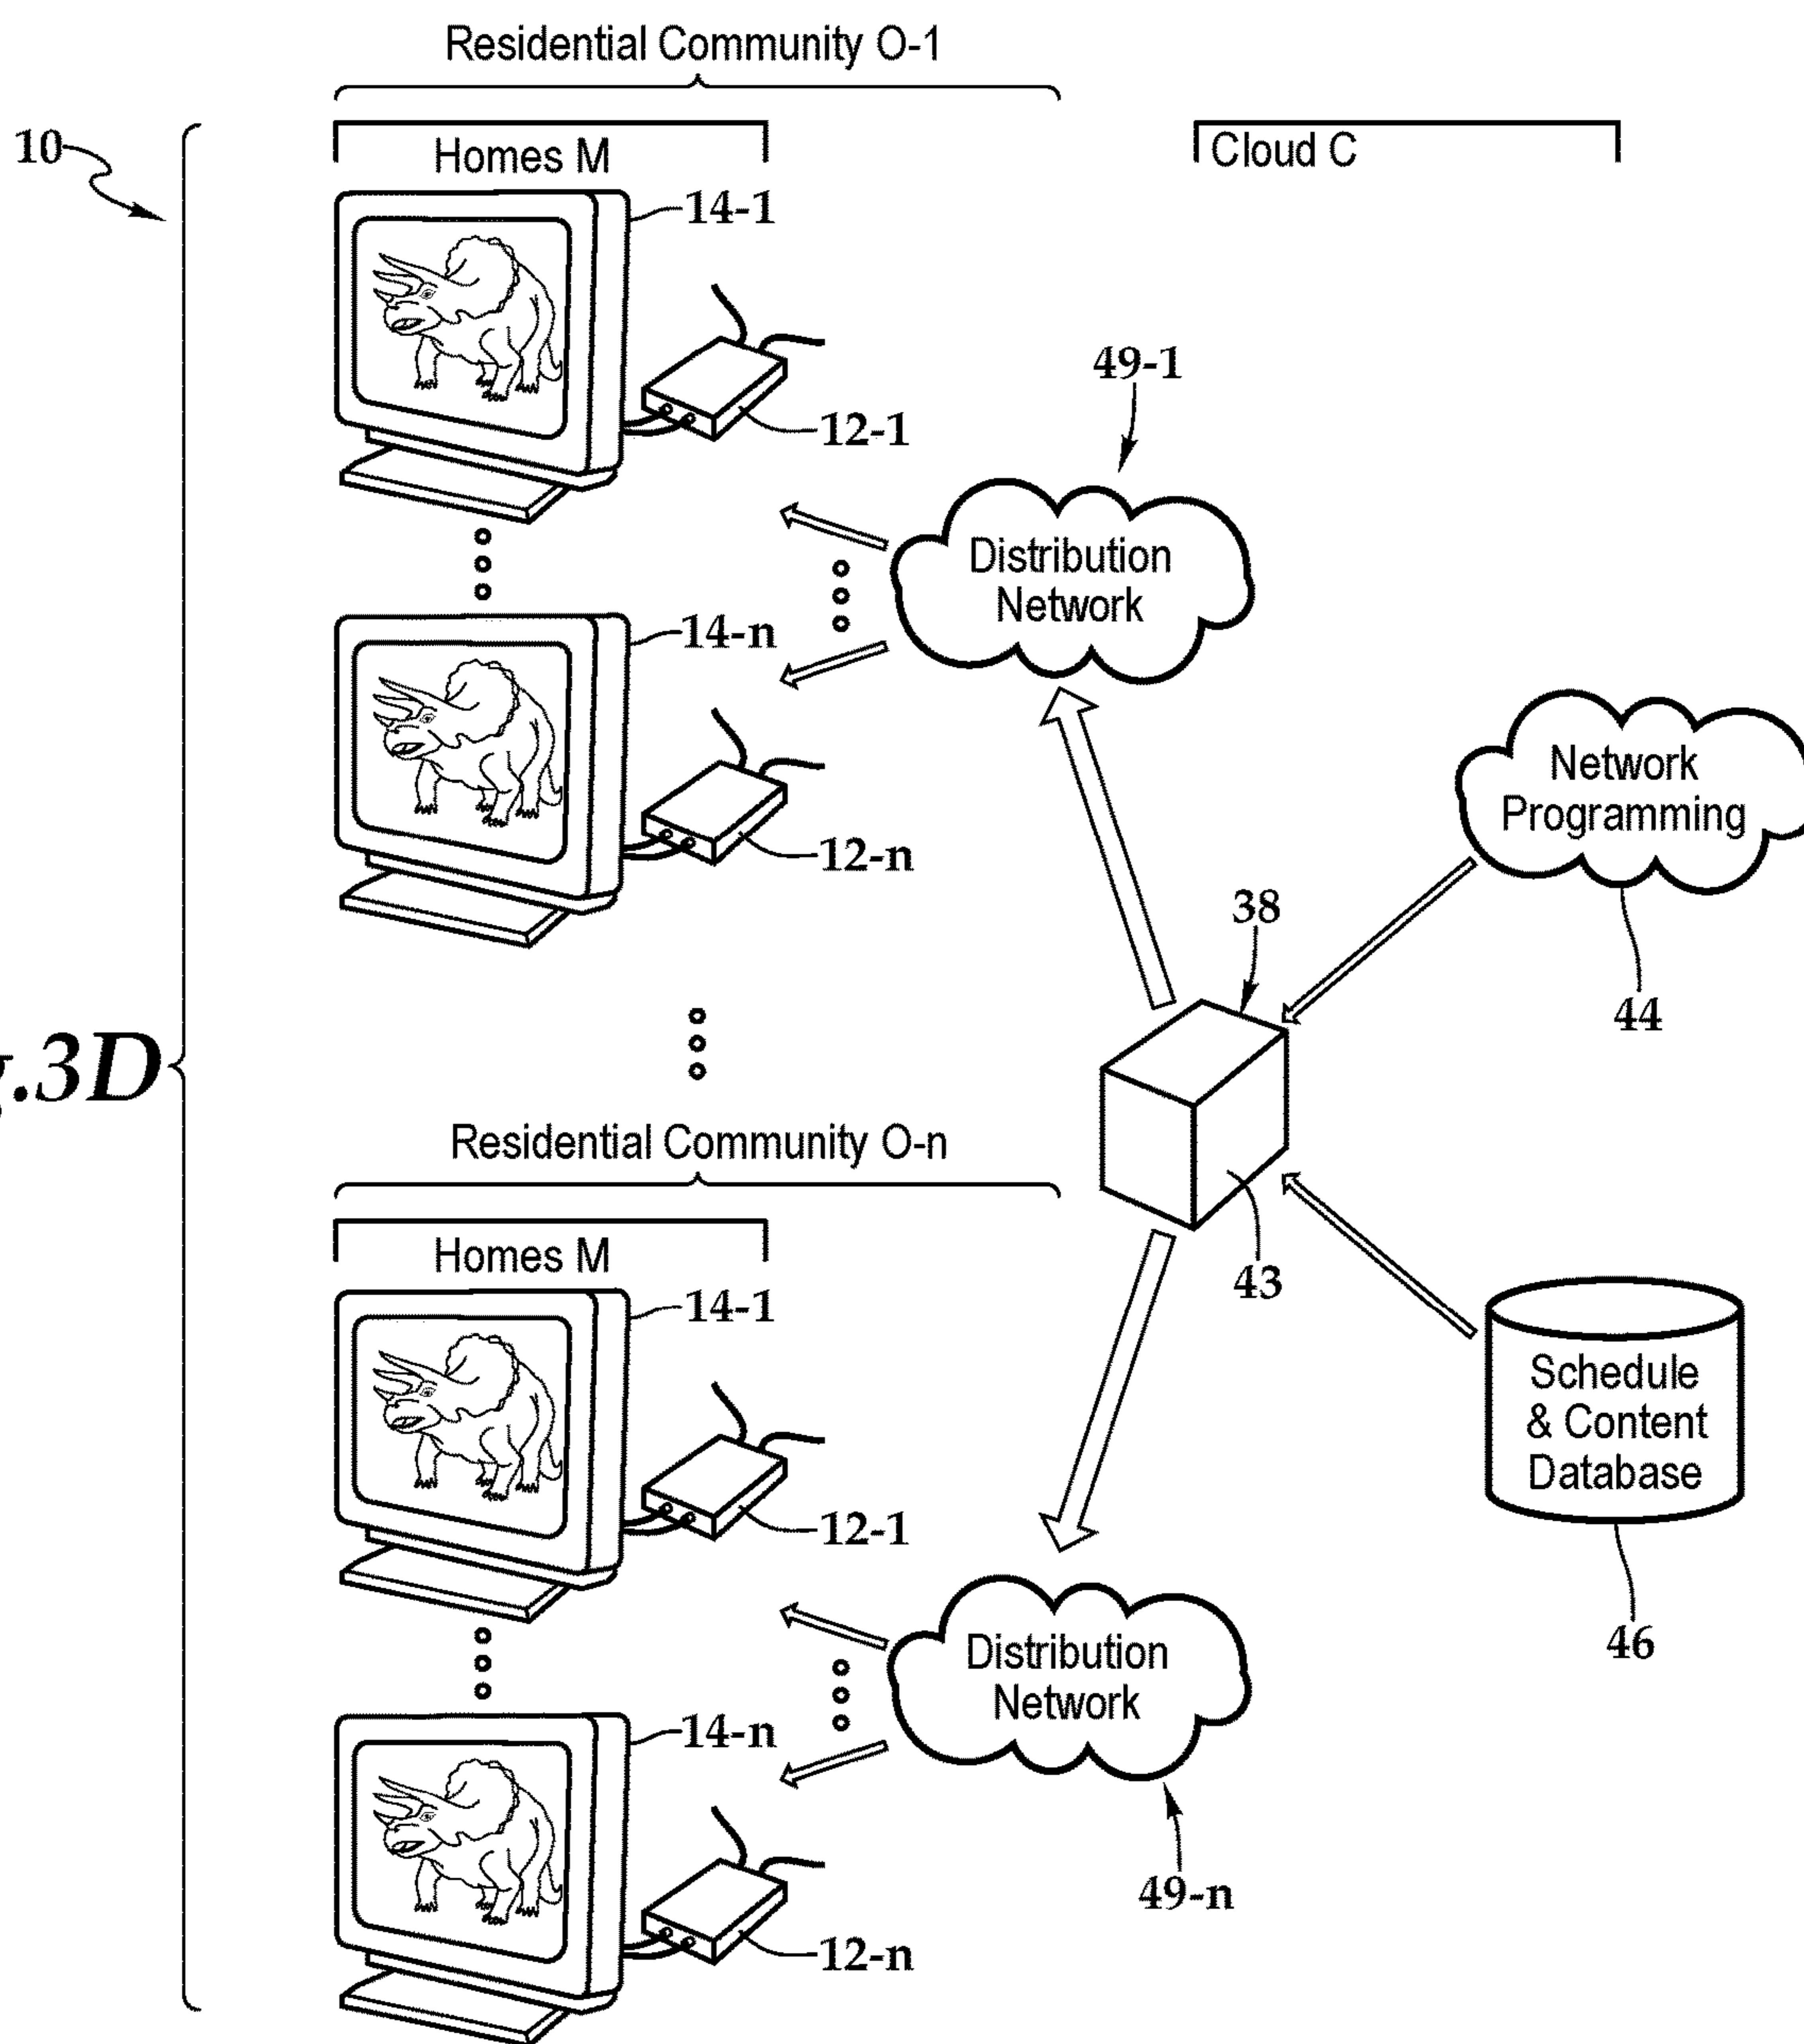 Residential Community O-1
10
Homes M
Cloud C
14-1
12-1
49-1
Distribution
Network
14-n
12-n
Network
Programming
44
38
43
.3D
Residential Community O-n
Homes M
14-1
12-1
Schedule
& Content
Database
46
Distribution
Network
14-n
12-n
49-n